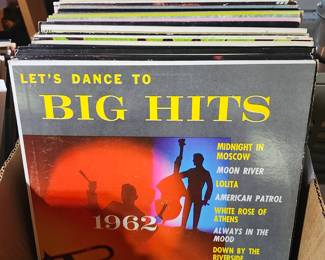 LET'S DANCE TO
BIG HITS
MIDNIGHT IN
MOSCOW
MOON RIVER
LOLITA
AMERICAN PATROL
WHITE ROSE OF
ATHENS
ALWAYS IN THE
MOOD
DOWN BY THE
RIVERSIDE
1962